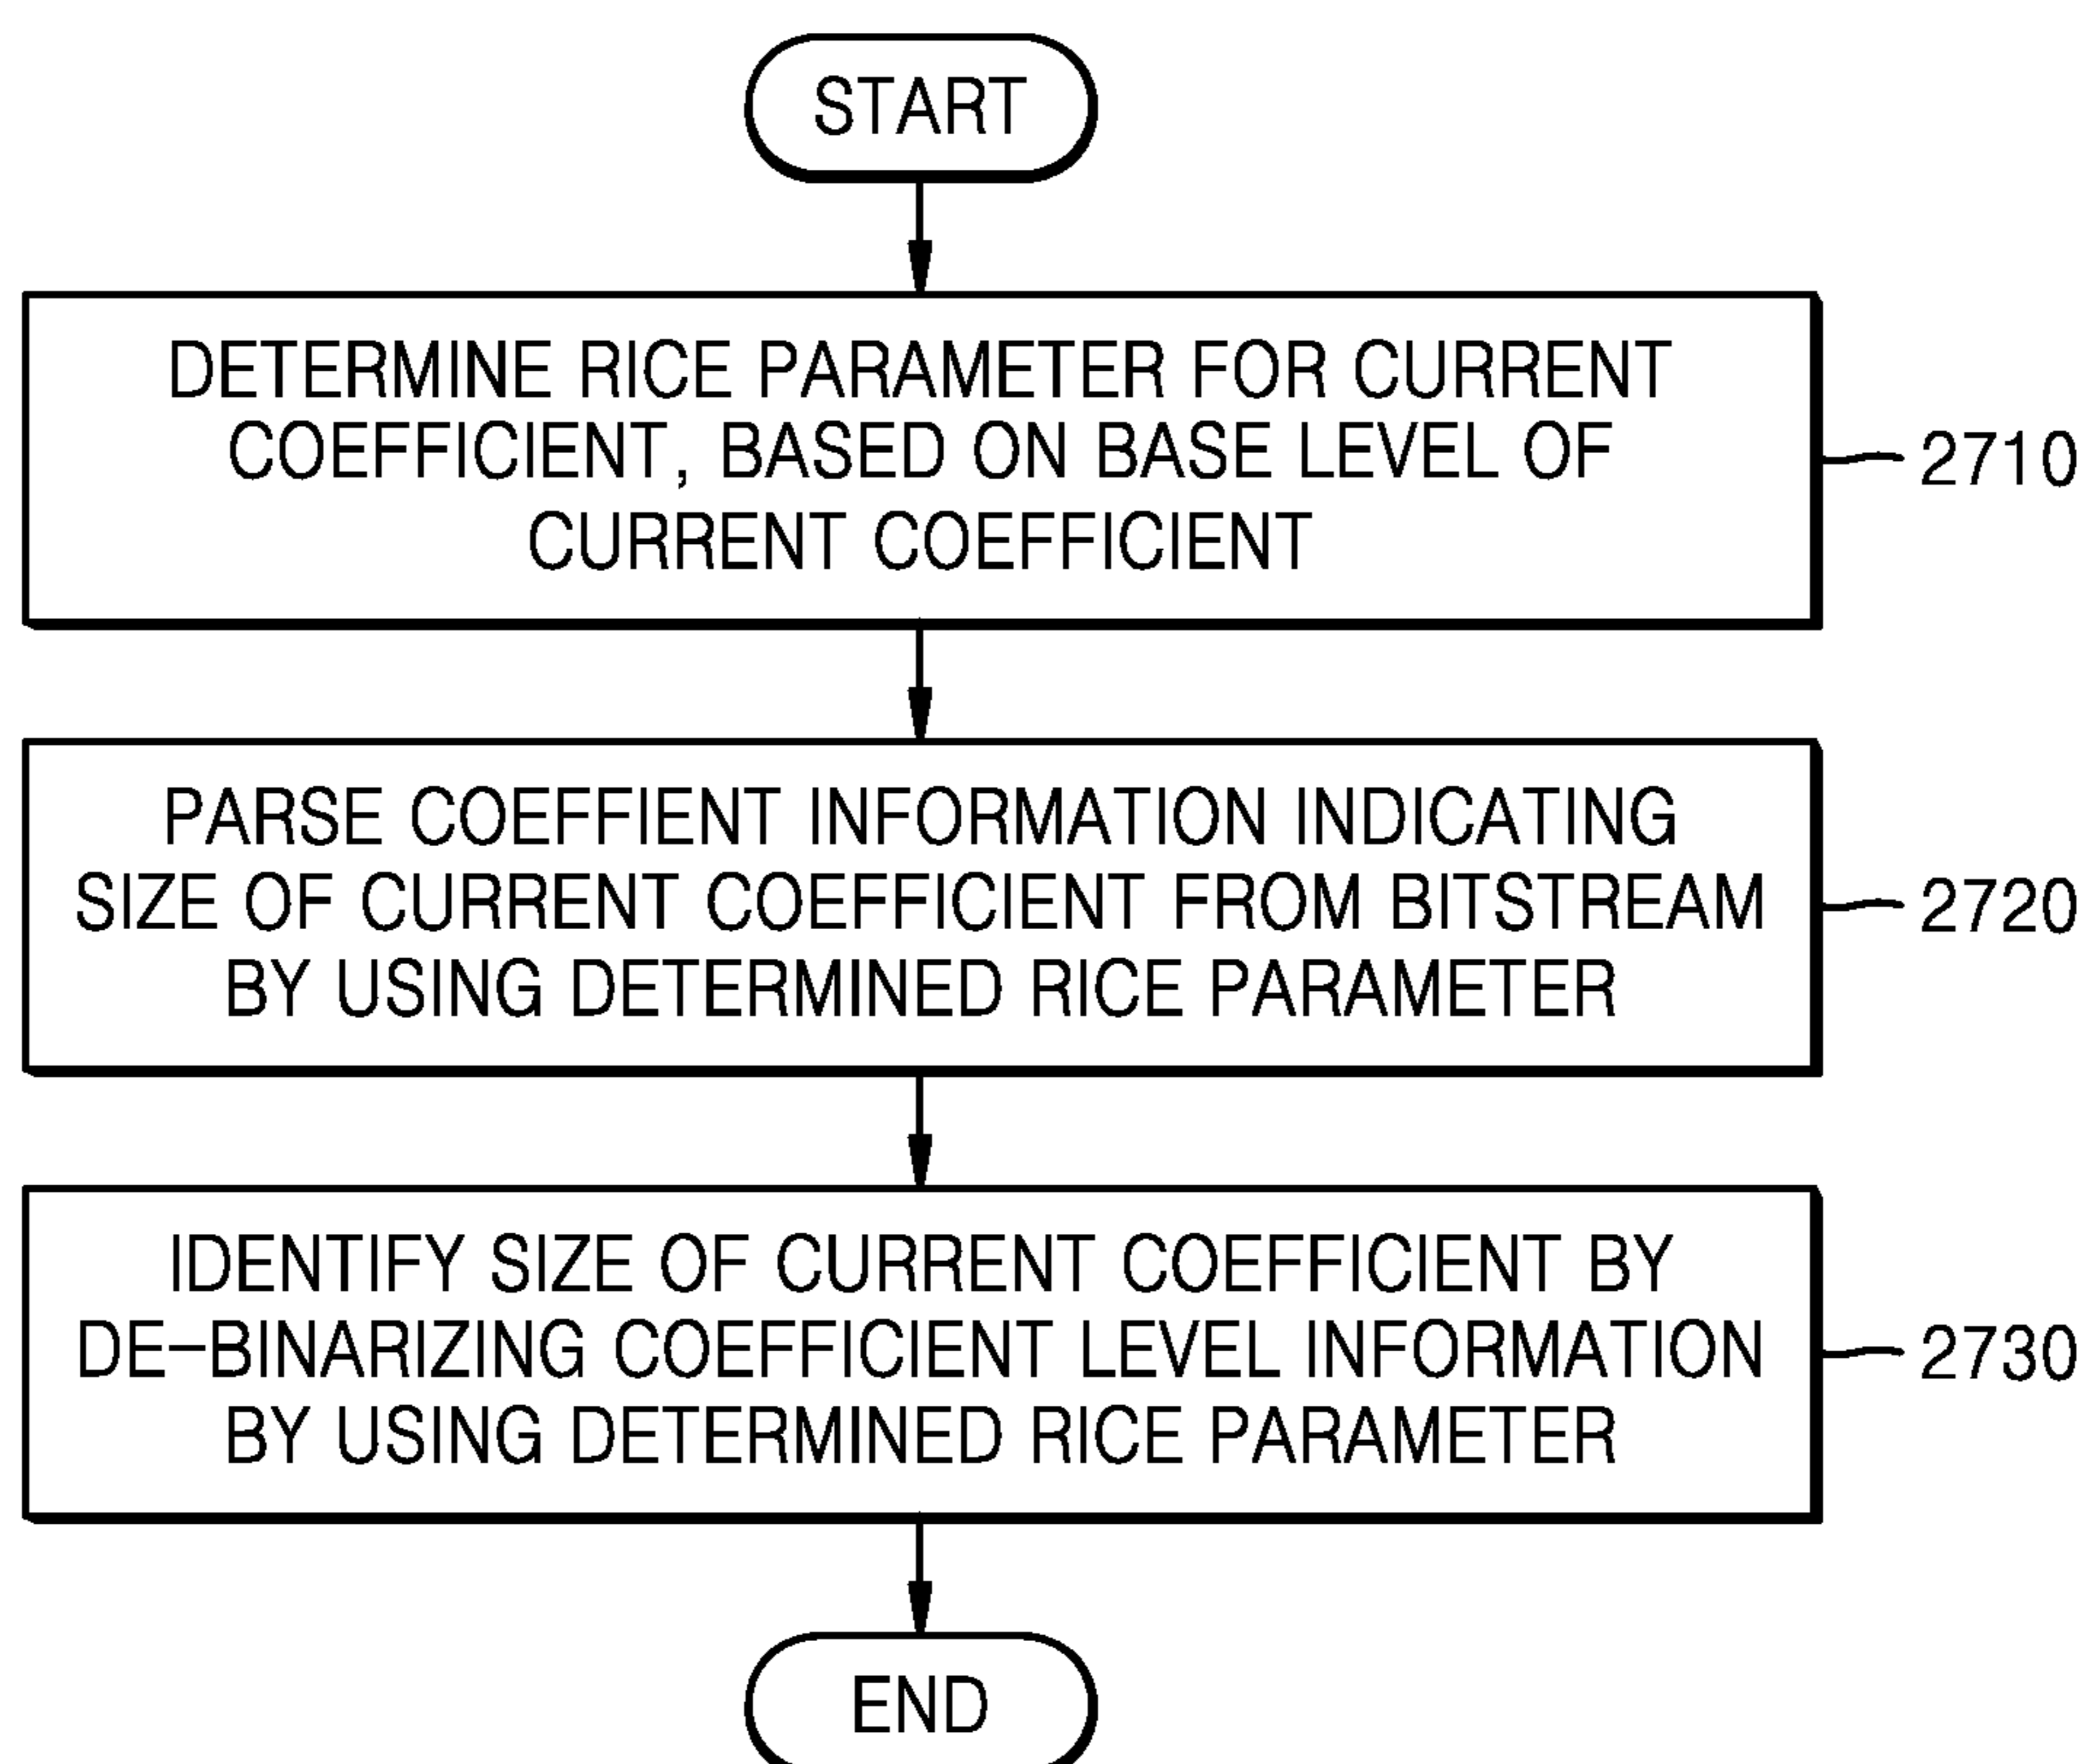 START
DETERMINE RICE PARAMETER FOR CURRENT
COEFFICIENT, BASED ON BASE LEVEL OF
CURRENT COEFFICIENT
2710
PARSE COEFFIENT INFORMATION INDICATING
SIZE OF CURRENT COEFFICIENT FROM BITSTREAM
BY USING DETERMINED RICE PARAMETER
2720
IDENTIFY SIZE OF CURRENT COEFFICIENT BY
DE-BINARIZING COEFFICIENT LEVEL INFORMATION
BY USING DETERMINED RICE PARAMETER
2730
END